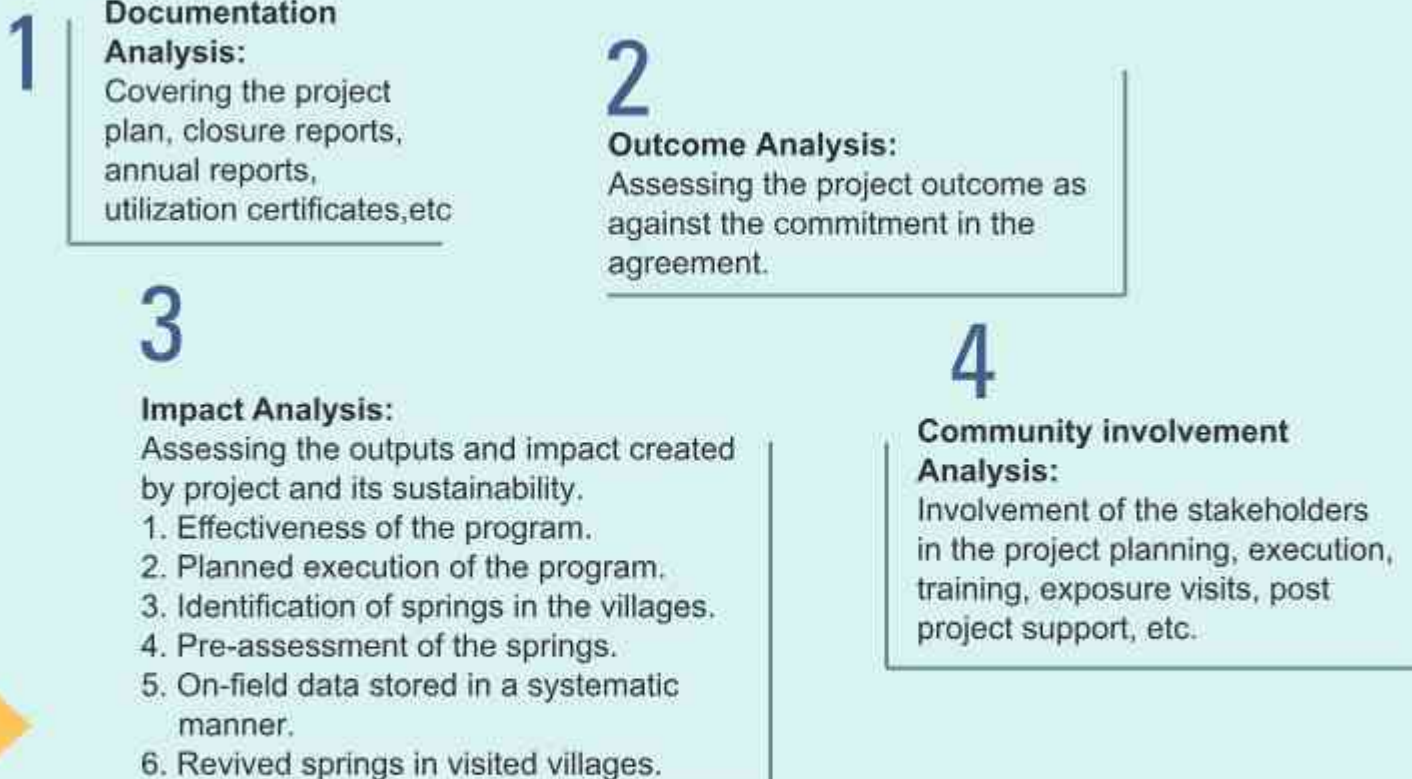 1
Documentation
Analysis:
Covering the project
plan, closure reports,
annual reports,
utilization certificates,etc
2
Outcome Analysis:
Assessing the project outcome as
against the commitment in the
agreement.
3
Impact Analysis:
Assessing the outputs and impact created
by project and its sustainability.
1. Effectiveness of the program.
2. Planned execution of the program.
3. Identification of springs in the villages.
4. Pre-assessment of the springs.
5. On-field data stored in a systematic
manner.
6. Revived springs in visited villages.
4
Community involvement
Analysis:
Involvement of the stakeholders
in the project planning, execution,
training, exposure visits, post
project support, etc.